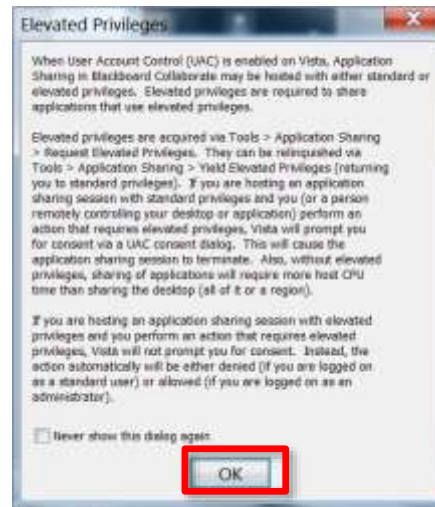 Elevated Privileges
When User Account Control (UAC) is enabled on Vista, Application
Sharing in Blackboard Collaborate may be hosted with either standard or
elevated privileges. Elevated privileges are required to share
applications that use elevated privileges.
Elevated privileges are acquired via Tools > Application Sharing
> Request Elevated Privileges. They can be relinquished via
Tools > Application Sharing > Yield Elevated Privileges (returning
you to standard privileges). If you are hosting an application
sharing session with standard privileges and you (or a person
remotely controlling your desktop or application) perform an
action that requires elevated privileges, Vista will prompt you
for consent via a UAC consent dialog. This will cause the
application sharing session to terminate. Also, without elevated
privileges, sharing of applications will require more host CPU
time than sharing the desktop (all of it or a region).
If you are hosting an application sharing session with elevated
privileges and you perform an action that requires elevated
privileges, Vista will not prompt you for consent. Instead, the
action automatically will be either denied (if you are logged on
as a standard user) or allowed (if you are logged on as an
administrator).
Never show this dialog again
OK